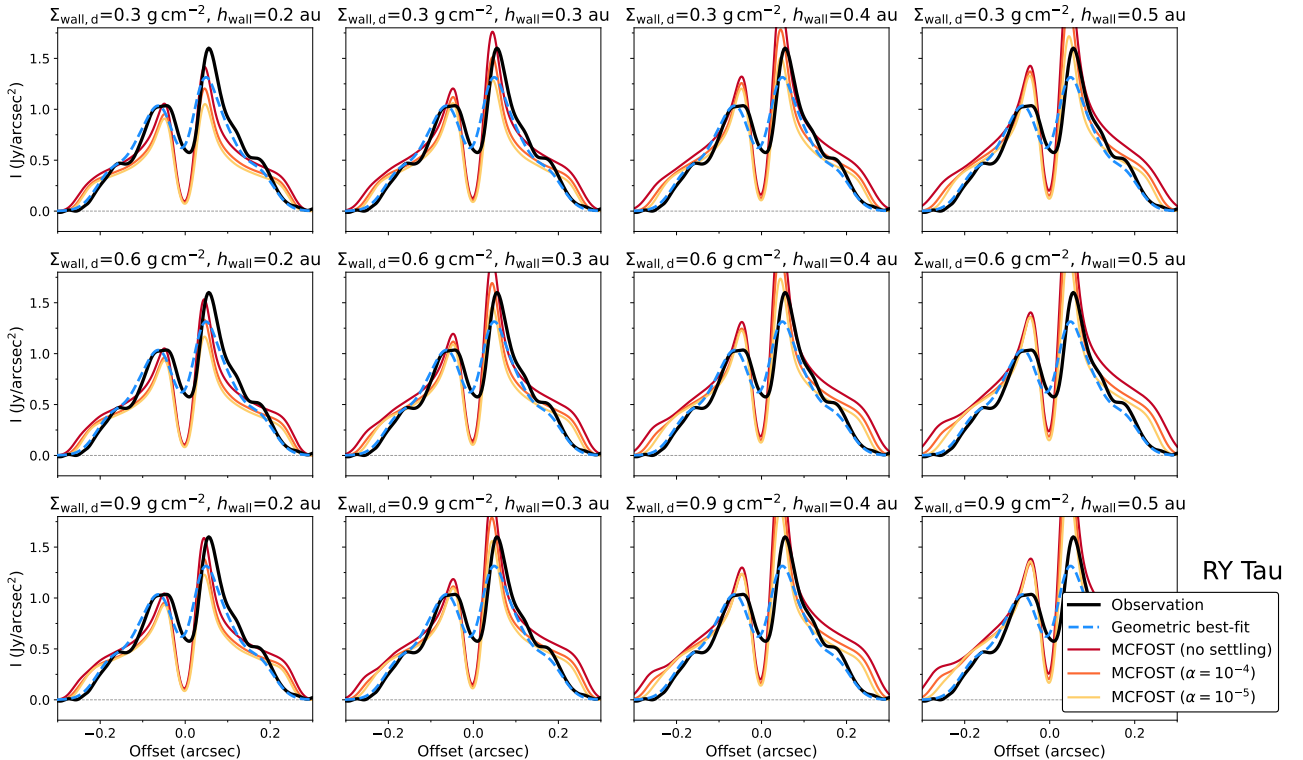 Σwall, d=0.3 g cm⁻², hwall=0.2 au
Σwall, d=0.3 g cm⁻², hwall=0.3 au
Σwall, d=0.3 g cm⁻², hwall=0.4 au
Σwall, d=0.3 g cm⁻², hwall=0.5 au
I (Jy/arcsec²)
1.5
1.0
0.5
0.0
Σwall, d=0.6 g cm⁻², hwall=0.2 au
Σwall, d=0.6 g cm⁻², hwall=0.3 au
Σwall, d=0.6 g cm⁻², hwall=0.4 au
Σwall, d=0.6 g cm⁻², hwall=0.5 au
I (Jy/arcsec²)
1.5
1.0
0.5
0.0
Σwall, d=0.9 g cm⁻², hwall=0.2 au
Σwall, d=0.9 g cm⁻², hwall=0.3 au
Σwall, d=0.9 g cm⁻², hwall=0.4 au
Σwall, d=0.9 g cm⁻², hwall=0.5 au
I (Jy/arcsec²)
1.5
1.0
0.5
0.0
RY Tau
Observation
Geometric best-fit
MCFOST (no settling)
MCFOST (α = 10⁻⁴)
MCFOST (α = 10⁻⁵)
−0.2 0.0 0.2
−0.2 0.0 0.2
−0.2 0.0 0.2
−0.2 0.0 0.2
Offset (arcsec)
Offset (arcsec)
Offset (arcsec)
Offset (arcsec)